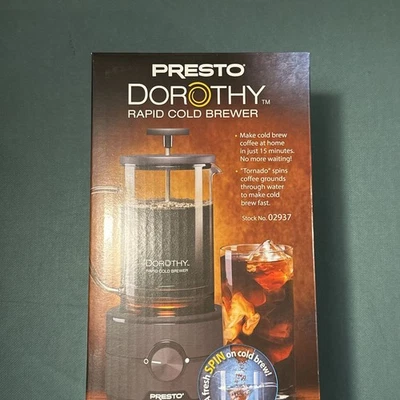 PRESTO®
DOROTHY™
RAPID COLD BREWER
• Make cold brew
coffee at home
in just 15 minutes.
No more waiting!
• "Tornado" spins
coffee grounds
through water
to make cold
brew fast.
Stock No. 02937
DOROTHY™
RAPID COLD BREWER
PRESTO
A fresh SPIN on cold brew!